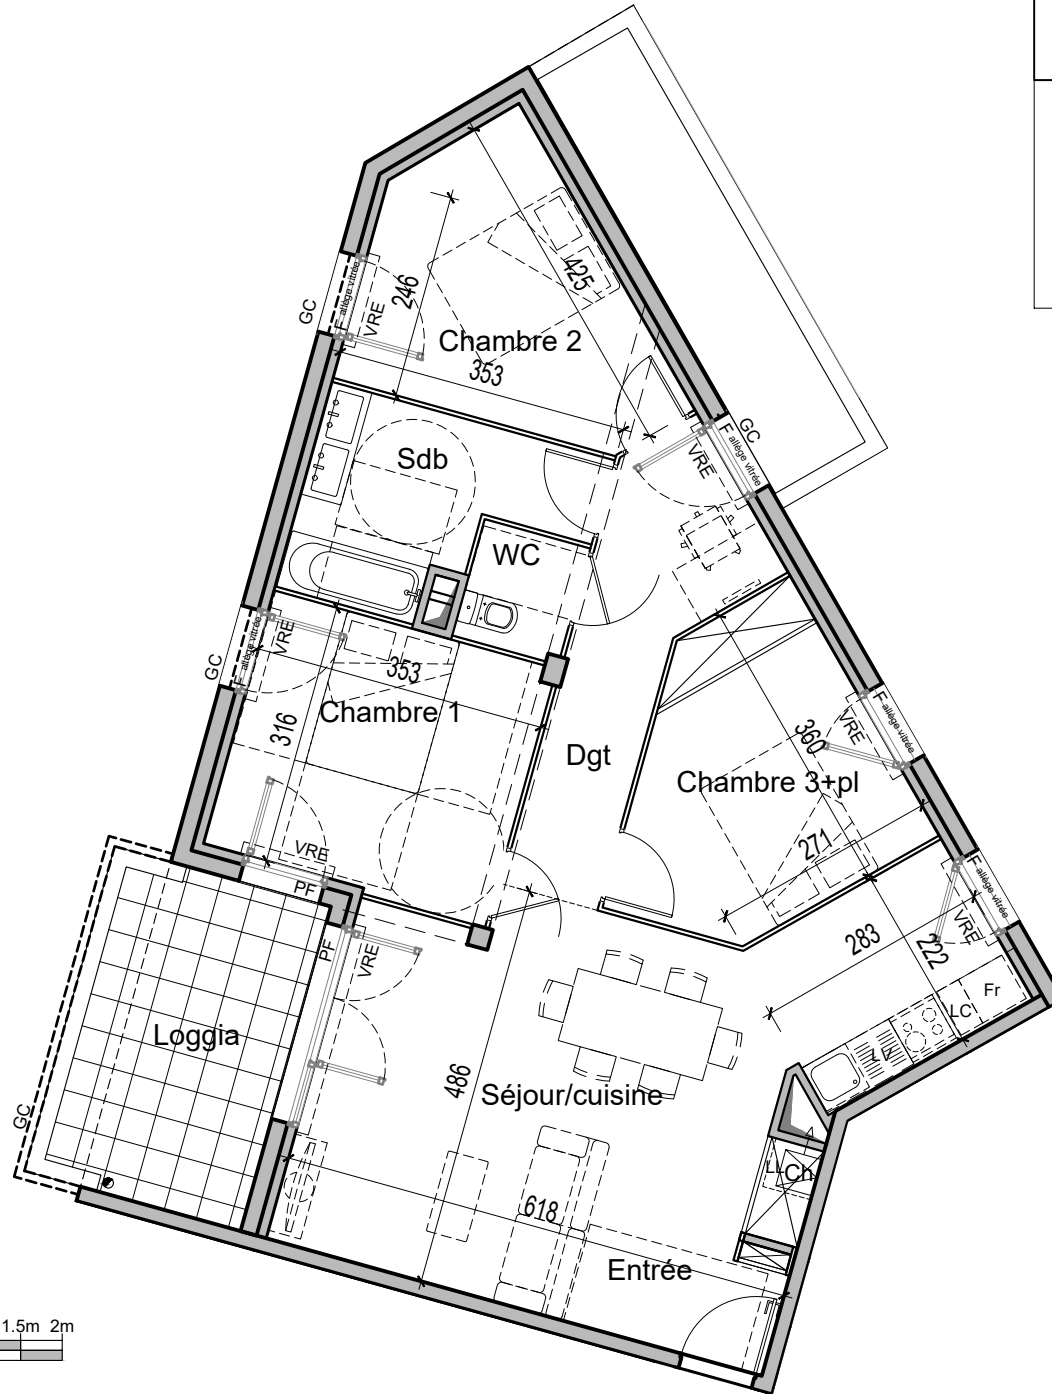 425
246
GC
F allège vitrée
VRE
Chambre 2
353
GC
F allège vitrée
VRE
Sdb
WC
GC
F allège vitrée
VRE
353
Chambre 1
316
Dgt
360
VRE
F allège vitrée
Chambre 3+pl
271
VRE
PF
F allège vitrée
VRE
283
222
PF
VRE
Fr
LC
LV
Loggia
486
Séjour/cuisine
GC
LL
Ch
618
Entrée
1.5m 2m